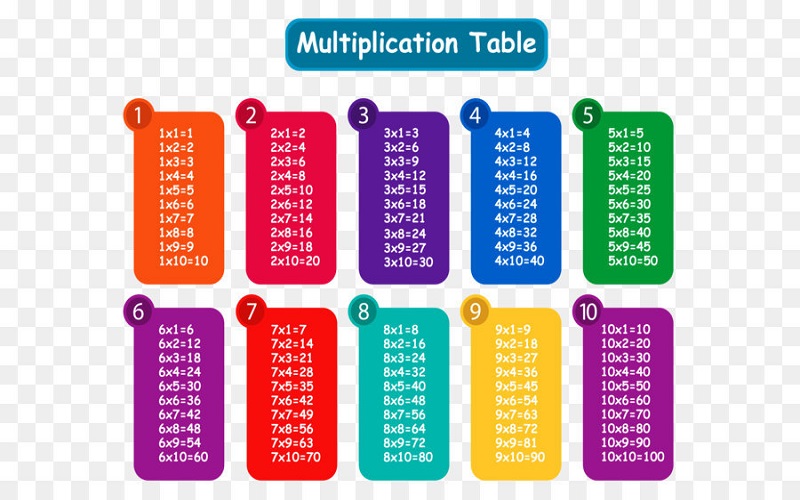 Multiplication Table
1
1x1=1
1x2=2
1x3=3
1x4=4
1x5=5
1x6=6
1x7=7
1x8=8
1x9=9
1x10=10
2
2x1=2
2x2=4
2x3=6
2x4=8
2x5=10
2x6=12
2x7=14
2x8=16
2x9=18
2x10=20
3
3x1=3
3x2=6
3x3=9
3x4=12
3x5=15
3x6=18
3x7=21
3x8=24
3x9=27
3x10=30
4
4x1=4
4x2=8
4x3=12
4x4=16
4x5=20
4x6=24
4x7=28
4x8=32
4x9=36
4x10=40
5
5x1=5
5x2=10
5x3=15
5x4=20
5x5=25
5x6=30
5x7=35
5x8=40
5x9=45
5x10=50
6
6x1=6
6x2=12
6x3=18
6x4=24
6x5=30
6x6=36
6x7=42
6x8=48
6x9=54
6x10=60
7
7x1=7
7x2=14
7x3=21
7x4=28
7x5=35
7x6=42
7x7=49
7x8=56
7x9=63
7x10=70
8
8x1=8
8x2=16
8x3=24
8x4=32
8x5=40
8x6=48
8x7=56
8x8=64
8x9=72
8x10=80
9
9x1=9
9x2=18
9x3=27
9x4=36
9x5=45
9x6=54
9x7=63
9x8=72
9x9=81
9x10=90
10
10x1=10
10x2=20
10x3=30
10x4=40
10x5=50
10x6=60
10x7=70
10x8=80
10x9=90
10x10=100